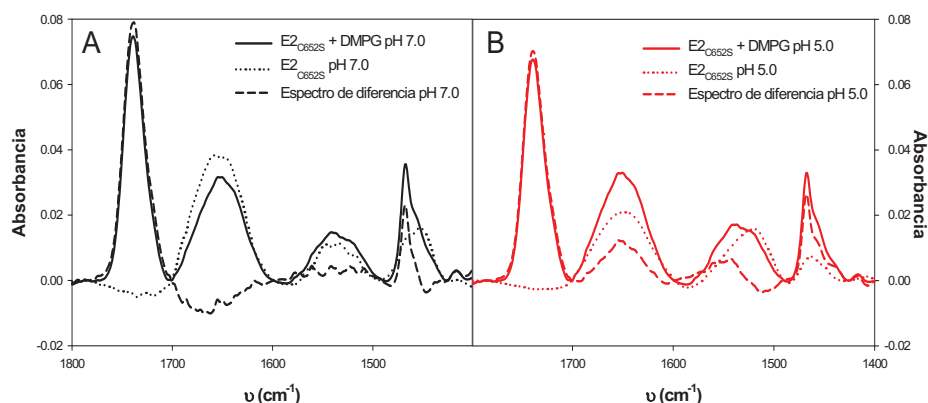 A
E2C652S + DMPG pH 7.0
E2C652S pH 7.0
Espectro de diferencia pH 7.0
B
E2C652S + DMPG pH 5.0
E2C652S pH 5.0
Espectro de diferencia pH 5.0
Absorbancia
0.08
0.06
0.04
0.02
0.00
-0.02
0.08
0.06
0.04
0.02
0.00
-0.02
Absorbancia
1800 1700 1600 1500
1700 1600 1500 1400
υ (cm-1)
υ (cm-1)